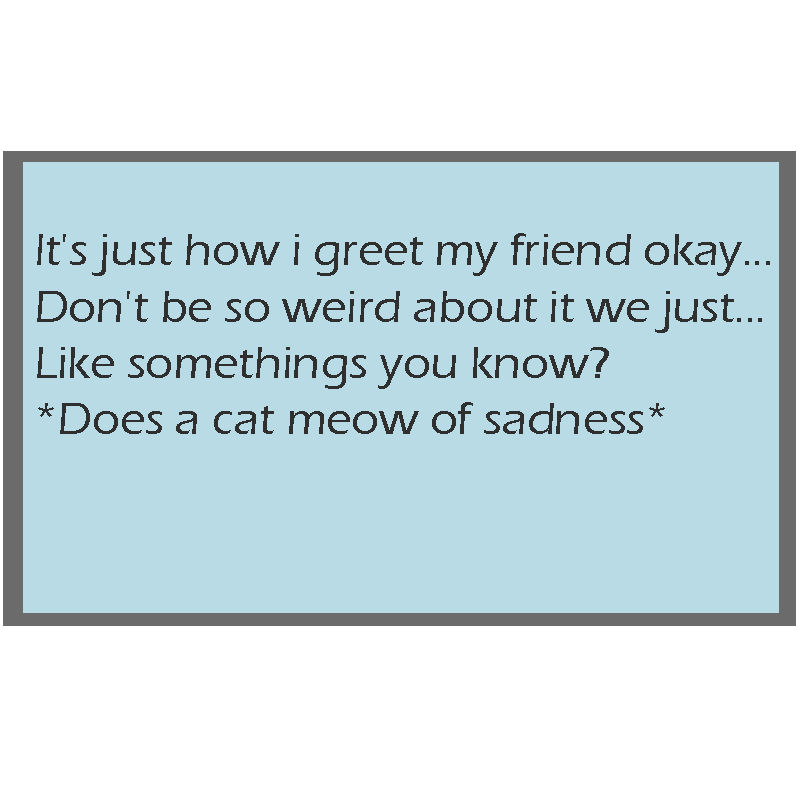 It's just how i greet my friend okay...
Don't be so weird about it we just...
Like somethings you know?
*Does a cat meow of sadness*